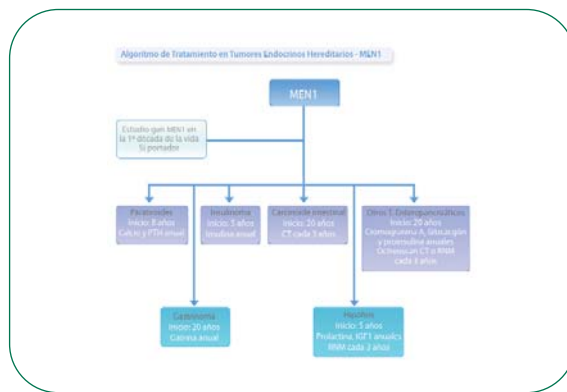 Algoritmo de Tratamiento en Tumores Endocrinos Hereditarios - MEN1
MEN1
Estudio gen MEN1 en
la 1ª década de la vida
Si portador
Paratiroides
Inicio: 8 años
Calcio y PTH anual
Insulinoma
Inicio: 5 años
Insulina anual
Carcinoide intestinal
Inicio: 20 años
CT cada 3 años
Otros T. Enteropancreáticos
Inicio: 20 años
Cromogranina A, Glucagón
y proinsulina anuales
Octreoscan CT o RNM
cada 3 años
Gastrinoma
Inicio: 20 años
Gastrina anual
Hipófisis
Inicio: 5 años
Prolactina, IGF1 anuales
RNM cada 3 años